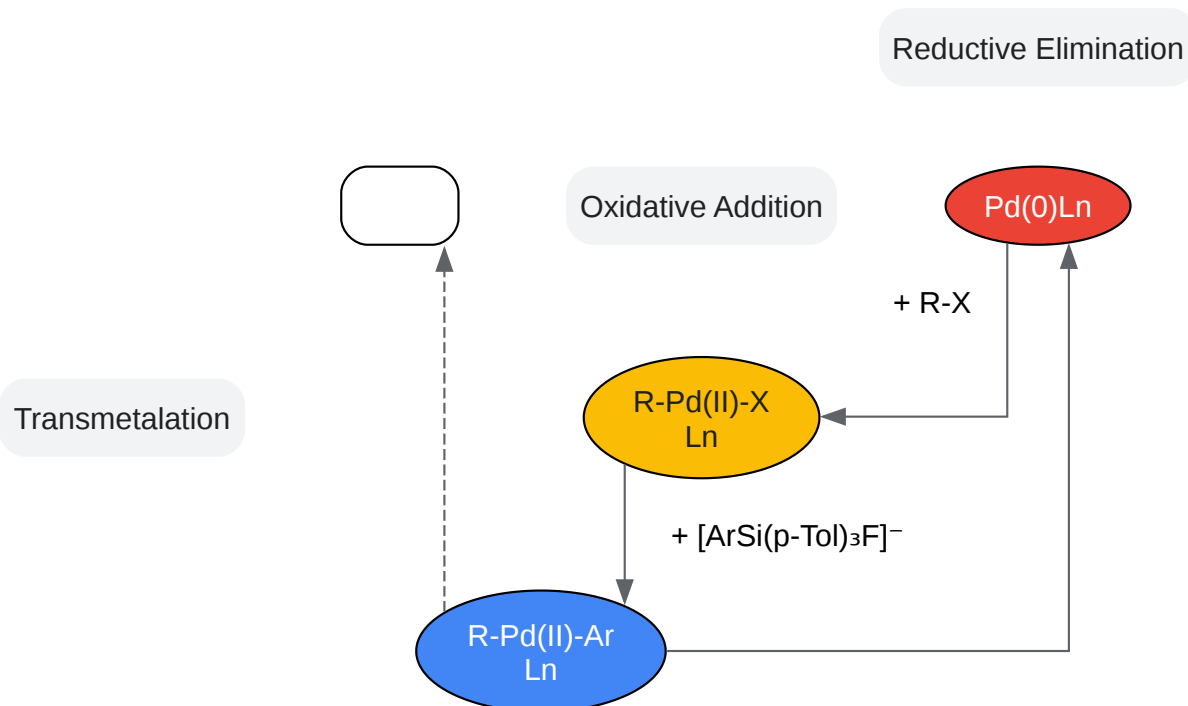 Reductive Elimination
Oxidative Addition
Pd(0)Ln
+ R-X
R-Pd(II)-X
Ln
Transmetalation
+ [ArSi(p-Tol)₃F]⁻
R-Pd(II)-Ar
Ln